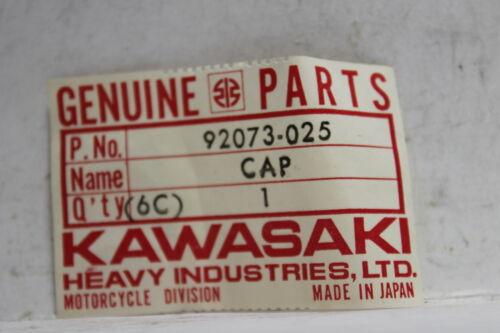 GENUINE PARTS
P. No. 92073-025
Name CAP
Q'ty (6C) 1
KAWASAKI
HEAVY INDUSTRIES, LTD.
MOTORCYCLE DIVISION MADE IN JAPAN